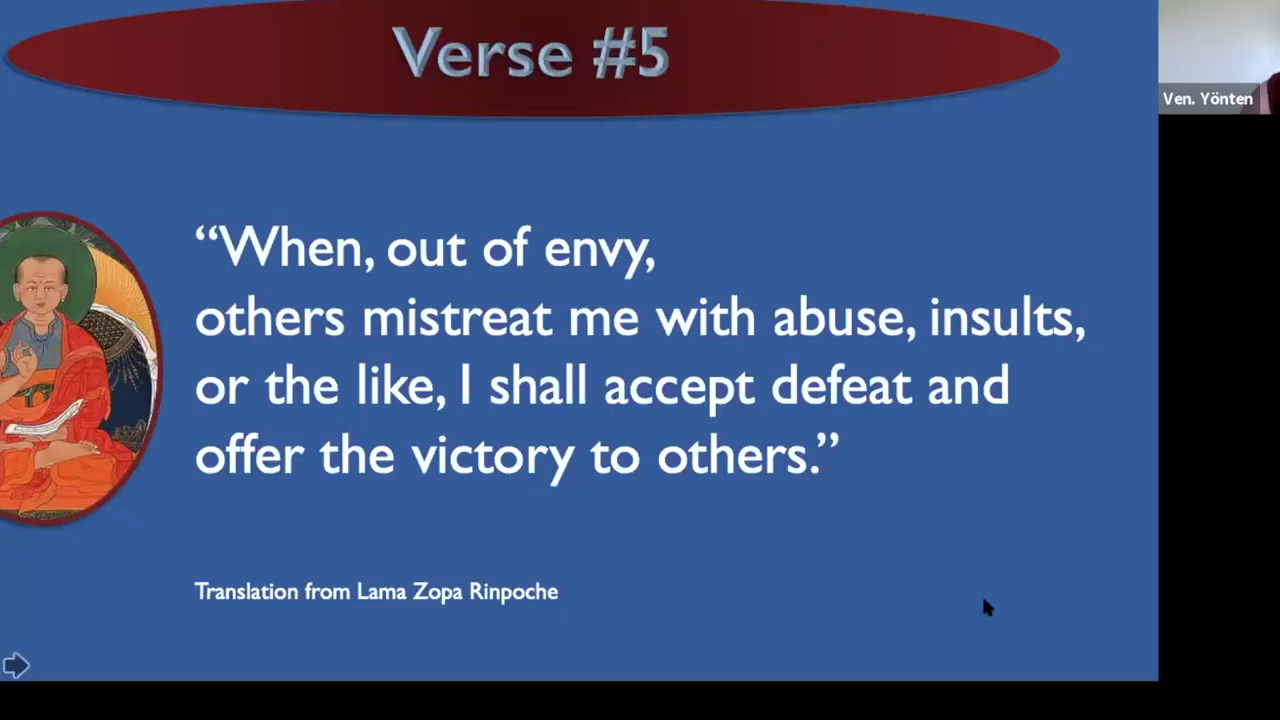 Verse #5
Ven. Yönten
“When, out of envy,
others mistreat me with abuse, insults,
or the like, I shall accept defeat and
offer the victory to others.”
Translation from Lama Zopa Rinpoche